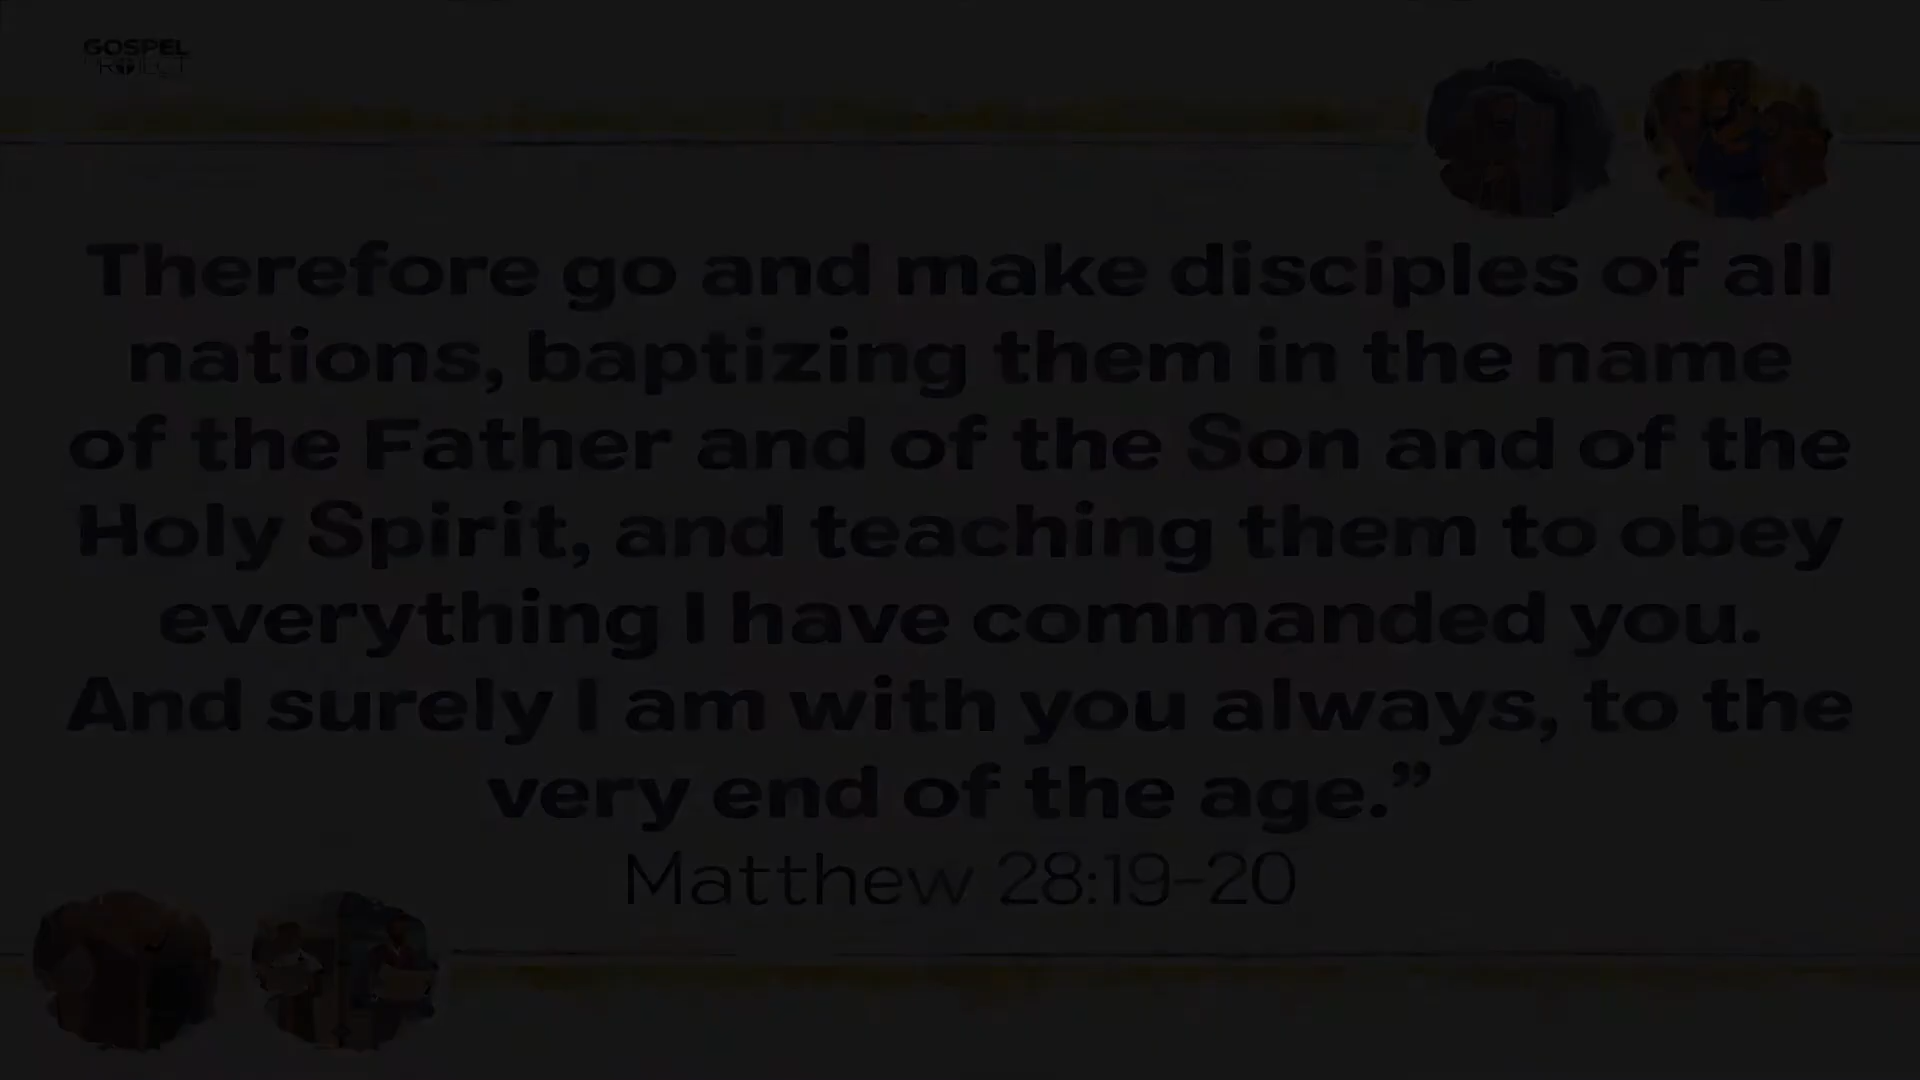 GOSPEL
PROJECT
Therefore go and make disciples of all
nations, baptizing them in the name
of the Father and of the Son and of the
Holy Spirit, and teaching them to obey
everything I have commanded you.
And surely I am with you always, to the
very end of the age.”
Matthew 28:19–20